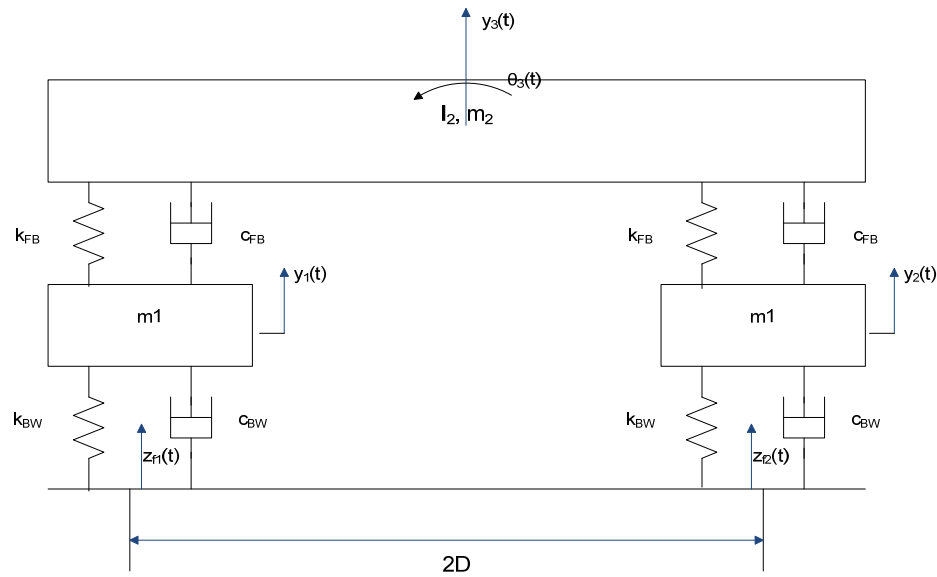 y3(t)
θ3(t)
I2, m2
kFB
cFB
kFB
cFB
y1(t)
y2(t)
m1
m1
kBW
cBW
kBW
cBW
zf1(t)
zf2(t)
2D